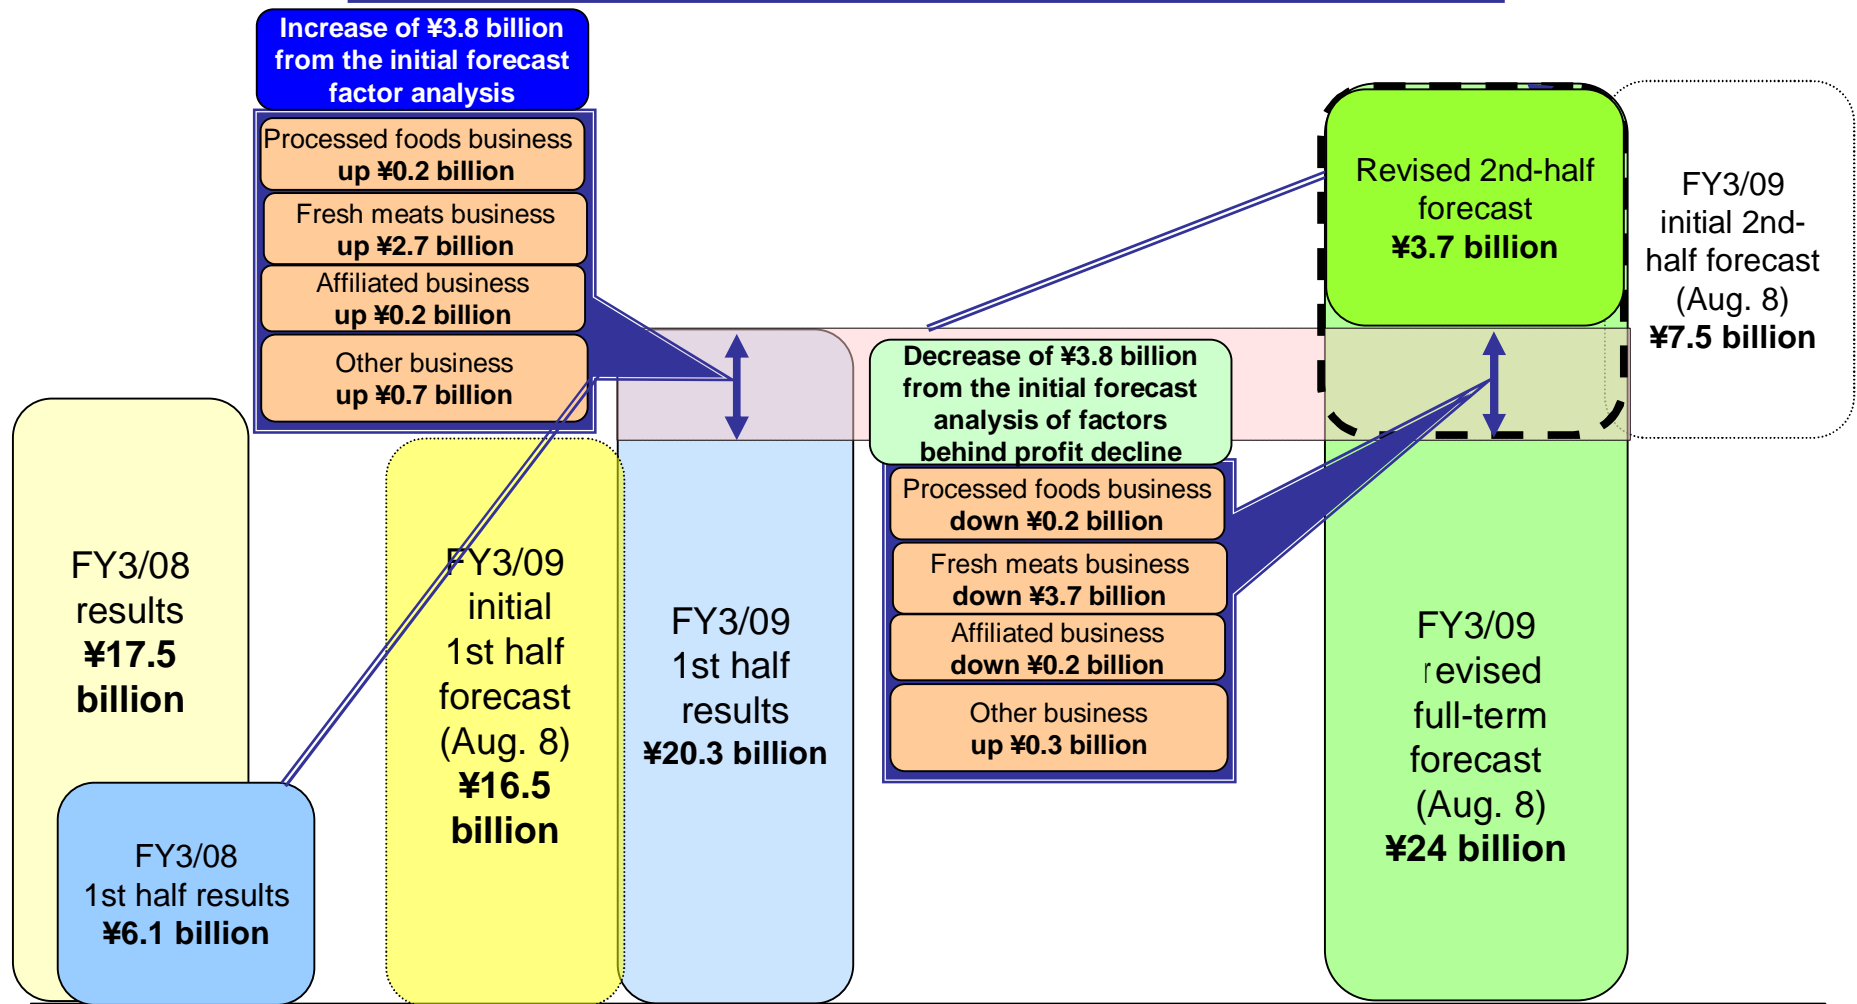 Increase of ¥3.8 billion
from the initial forecast
factor analysis
Processed foods business
up ¥0.2 billion
Fresh meats business
up ¥2.7 billion
Affiliated business
up ¥0.2 billion
Other business
up ¥0.7 billion
FY3/08
results
¥17.5
billion
FY3/08
1st half results
¥6.1 billion
FY3/09
initial
1st half
forecast
(Aug. 8)
¥16.5
billion
FY3/09
1st half
results
¥20.3 billion
Decrease of ¥3.8 billion
from the initial forecast
analysis of factors
behind profit decline
Processed foods business
down ¥0.2 billion
Fresh meats business
down ¥3.7 billion
Affiliated business
down ¥0.2 billion
Other business
up ¥0.3 billion
Revised 2nd-half
forecast
¥3.7 billion
FY3/09
revised
full-term
forecast
(Aug. 8)
¥24 billion
FY3/09
initial 2nd-
half forecast
(Aug. 8)
¥7.5 billion